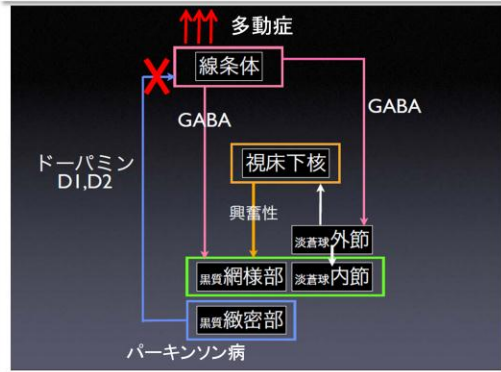 多動症
線条体
GABA
GABA
ドーパミン
D1,D2
視床下核
興奮性
淡蒼球外節
黒質網様部
淡蒼球内節
黒質緻密部
パーキンソン病